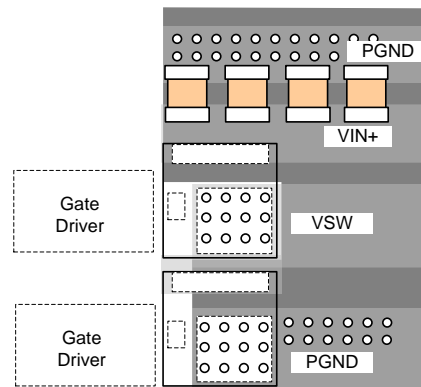 PGND
VIN+
Gate
Driver
VSW
Gate
Driver
PGND